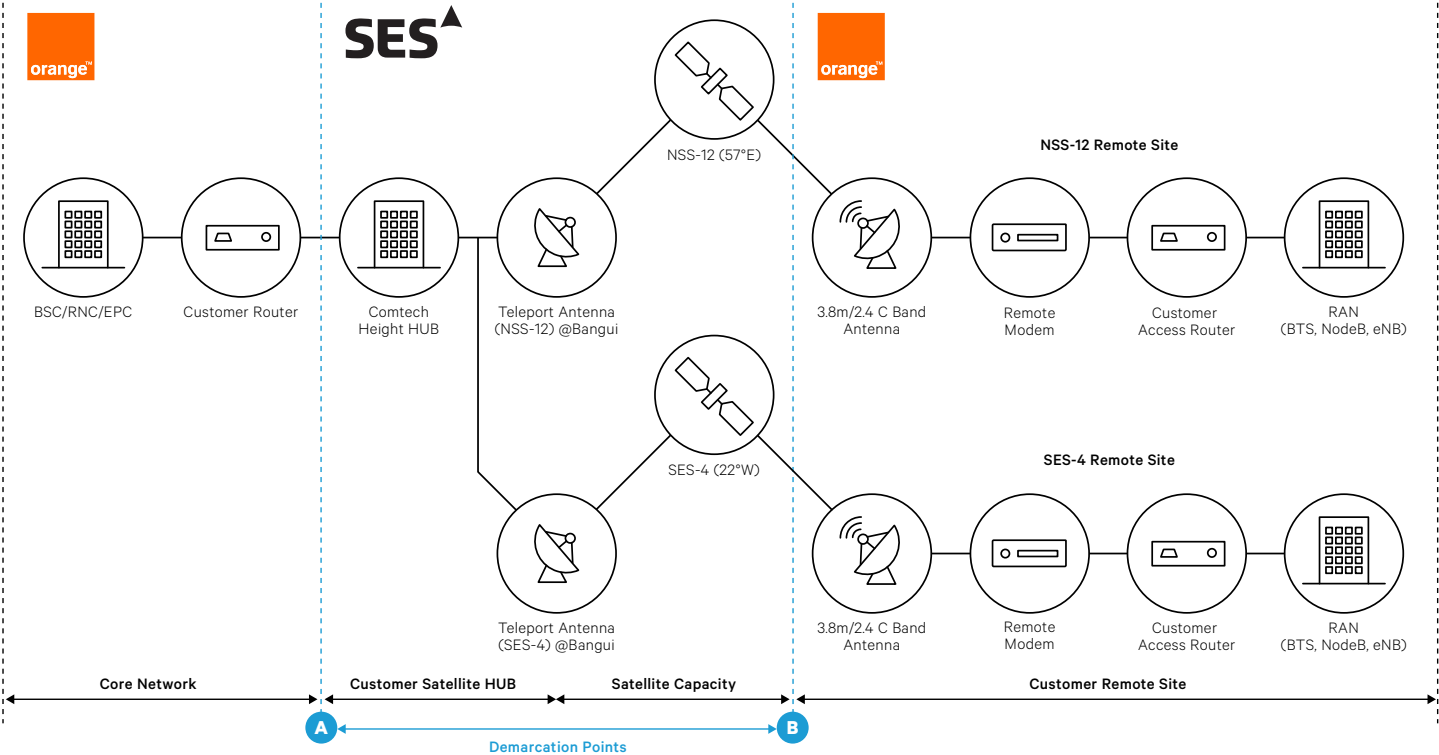 orange™
SES
orange™
NSS-12 (57°E)
NSS-12 Remote Site
BSC/RNC/EPC
Customer Router
Comtech
Height HUB
Teleport Antenna
(NSS-12) @Bangui
3.8m/2.4 C Band
Antenna
Remote
Modem
Customer
Access Router
RAN
(BTS, NodeB, eNB)
SES-4 (22°W)
SES-4 Remote Site
Teleport Antenna
(SES-4) @Bangui
3.8m/2.4 C Band
Antenna
Remote
Modem
Customer
Access Router
RAN
(BTS, NodeB, eNB)
Core Network
Customer Satellite HUB
Satellite Capacity
Customer Remote Site
A
B
Demarcation Points